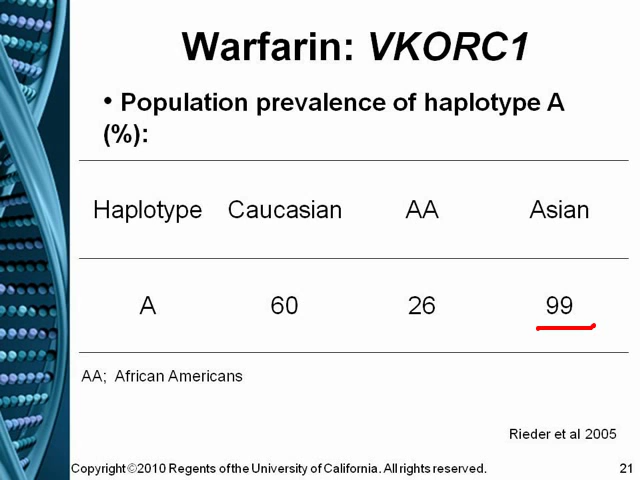 Warfarin: VKORC1
• Population prevalence of haplotype A
(%):
Haplotype Caucasian AA Asian
A 60 26 99
AA; African Americans
Rieder et al 2005
Copyright ©2010 Regents of the University of California. All rights reserved. 21